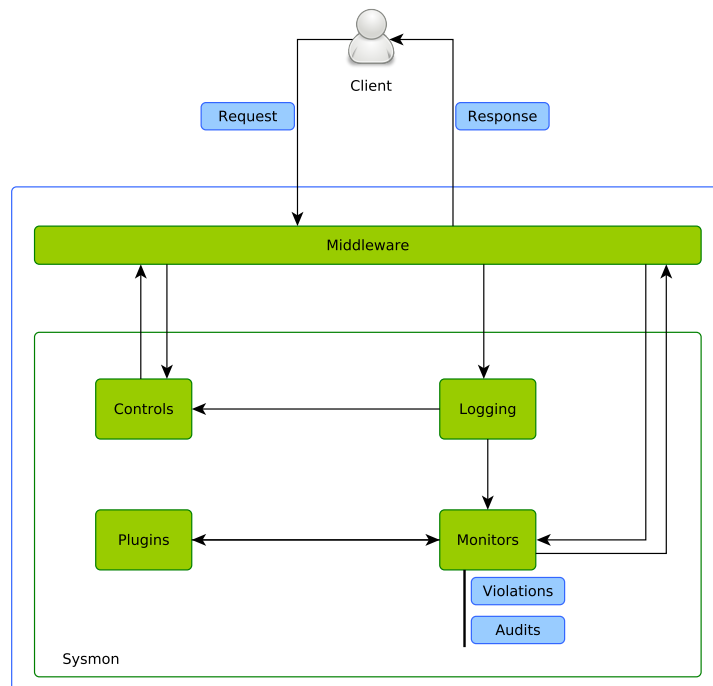 Client
Request
Response
Middleware
Controls
Logging
Plugins
Monitors
Violations
Audits
Sysmon